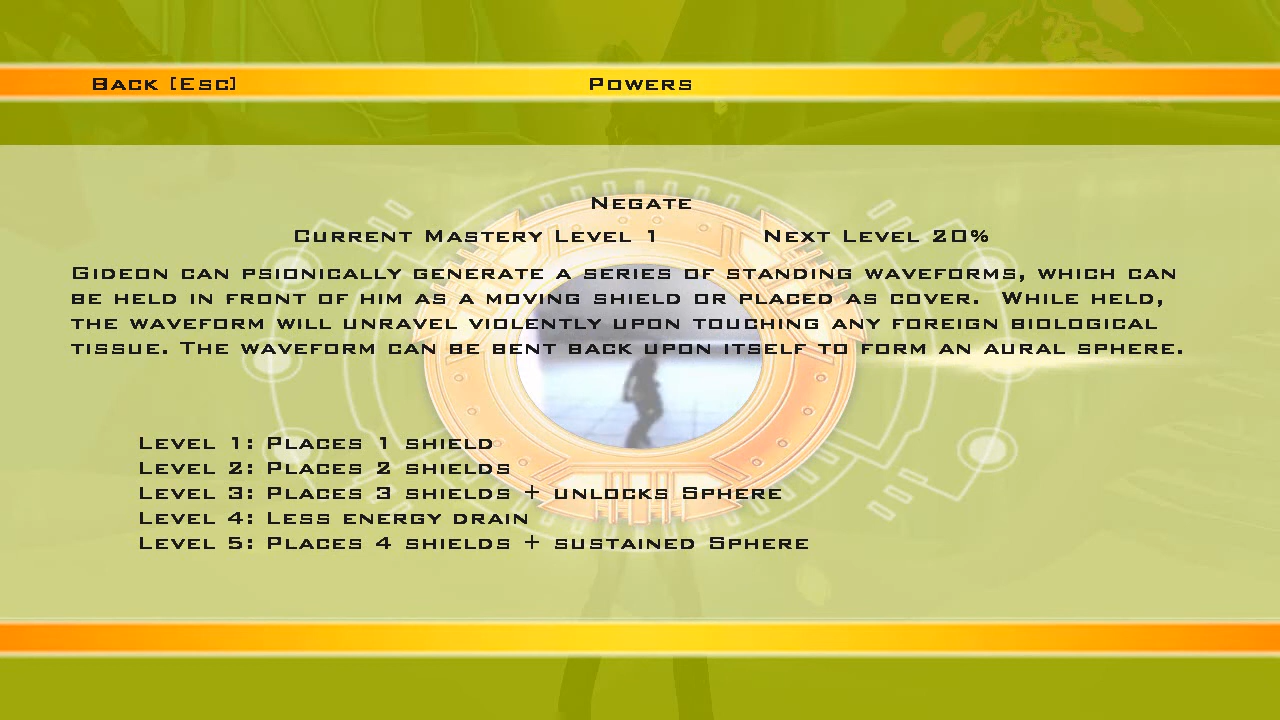 Back [Esc]
Powers
Negate
Current Mastery Level 1 Next Level 20%
Gideon can psionically generate a series of standing waveforms, which can
be held in front of him as a moving shield or placed as cover. While held,
the waveform will unravel violently upon touching any foreign biological
tissue. The waveform can be bent back upon itself to form an aural sphere.
Level 1: Places 1 shield
Level 2: Places 2 shields
Level 3: Places 3 shields + unlocks Sphere
Level 4: Less energy drain
Level 5: Places 4 shields + sustained Sphere